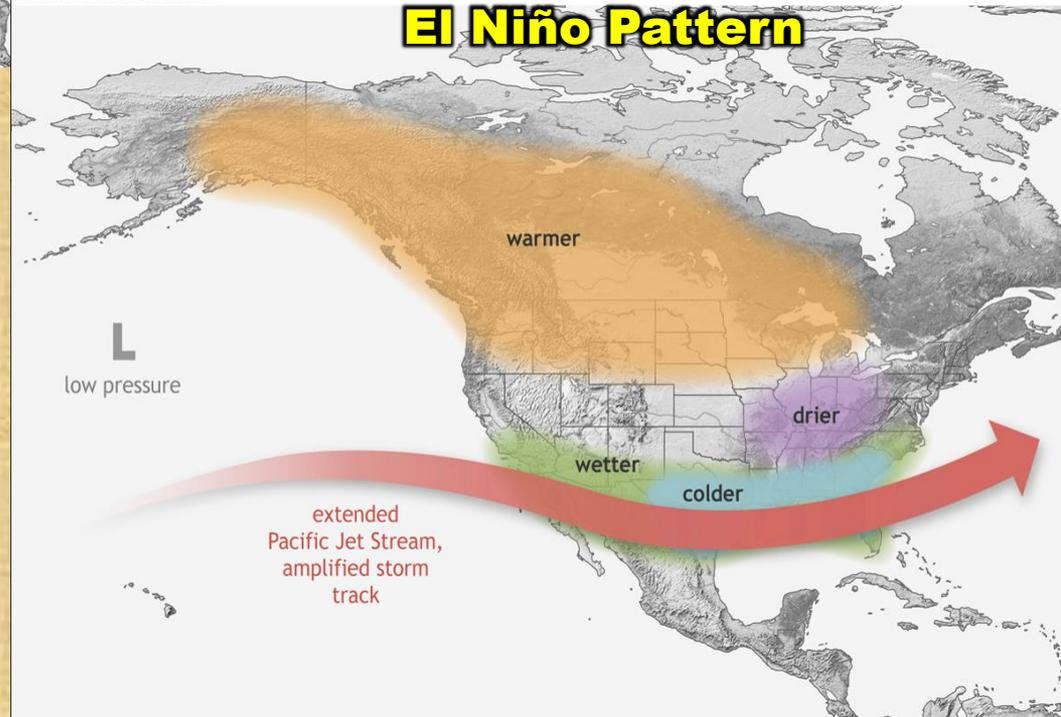 El Niño Pattern
warmer
L
low pressure
drier
wetter
colder
extended
Pacific Jet Stream,
amplified storm
track